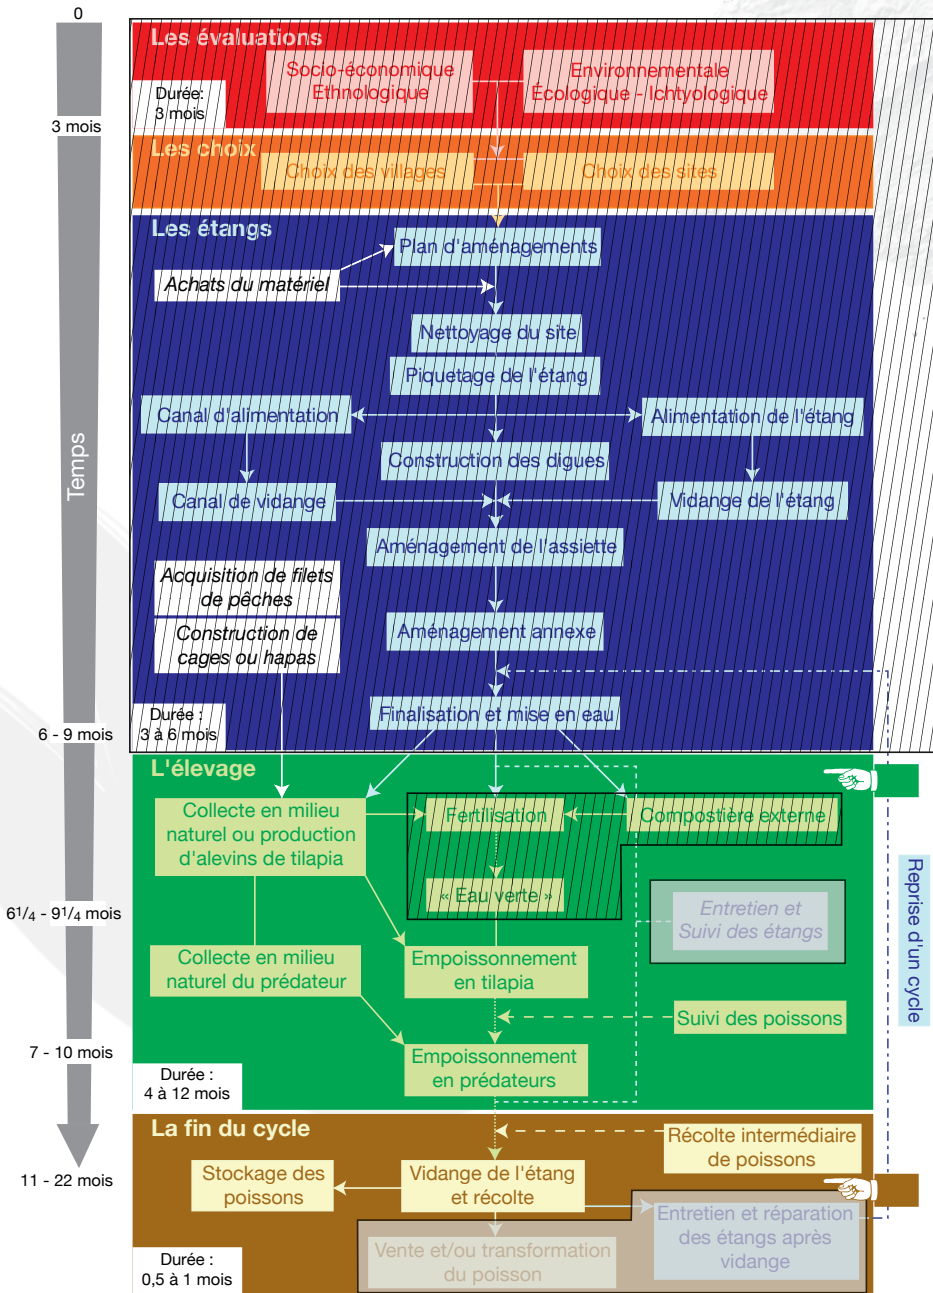 0
Les évaluations
Socio-économique
Ethnologique
Environnementale
Écologique - Ichtyologique
Durée:
3 mois
3 mois
Les choix
Choix des villages
Choix des sites
Les étangs
Plan d'aménagements
Achats du matériel
Nettoyage du site
Piquetage de l'étang
Canal d'alimentation
Alimentation de l'étang
Temps
Construction des digues
Canal de vidange
Vidange de l'étang
Aménagement de l'assiette
Acquisition de filets
de pêches
Construction de
cages ou hapas
Aménagement annexe
Durée :
3 à 6 mois
Finalisation et mise en eau
6 - 9 mois
L'élevage
Collecte en milieu
naturel ou production
d'alevins de tilapia
Fertilisation
Compostière externe
« Eau verte »
6 1/4 - 9 1/4 mois
Entretien et
Suivi des étangs
Reprise d'un cycle
Collecte en milieu
naturel du prédateur
Empoissonnement
en tilapia
Suivi des poissons
7 - 10 mois
Empoissonnement
en prédateurs
Durée :
4 à 12 mois
La fin du cycle
Récolte intermédiaire
de poissons
11 - 22 mois
Stockage des
poissons
Vidange de l'étang
et récolte
Entretien et réparation
des étangs après
vidange
Vente et/ou transformation
du poisson
Durée :
0,5 à 1 mois